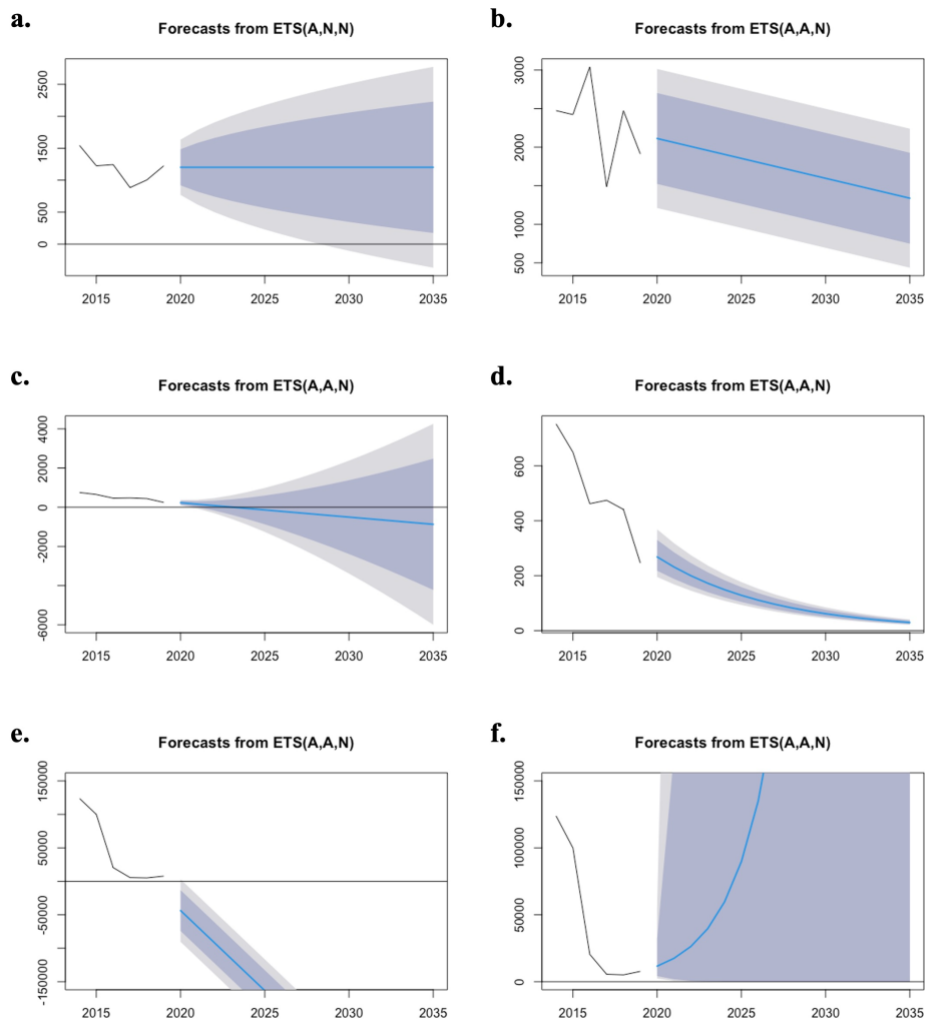 a.
Forecasts from ETS(A,N,N)
2500
1500
500
0
2015 2020 2025 2030 2035
b.
Forecasts from ETS(A,A,N)
3000
2000
1000
500
2015 2020 2025 2030 2035
c.
Forecasts from ETS(A,A,N)
4000
2000
0
-2000
-6000
2015 2020 2025 2030 2035
d.
Forecasts from ETS(A,A,N)
600
400
200
0
2015 2020 2025 2030 2035
e.
Forecasts from ETS(A,A,N)
150000
50000
-50000
-150000
2015 2020 2025 2030 2035
f.
Forecasts from ETS(A,A,N)
150000
100000
50000
0
2015 2020 2025 2030 2035